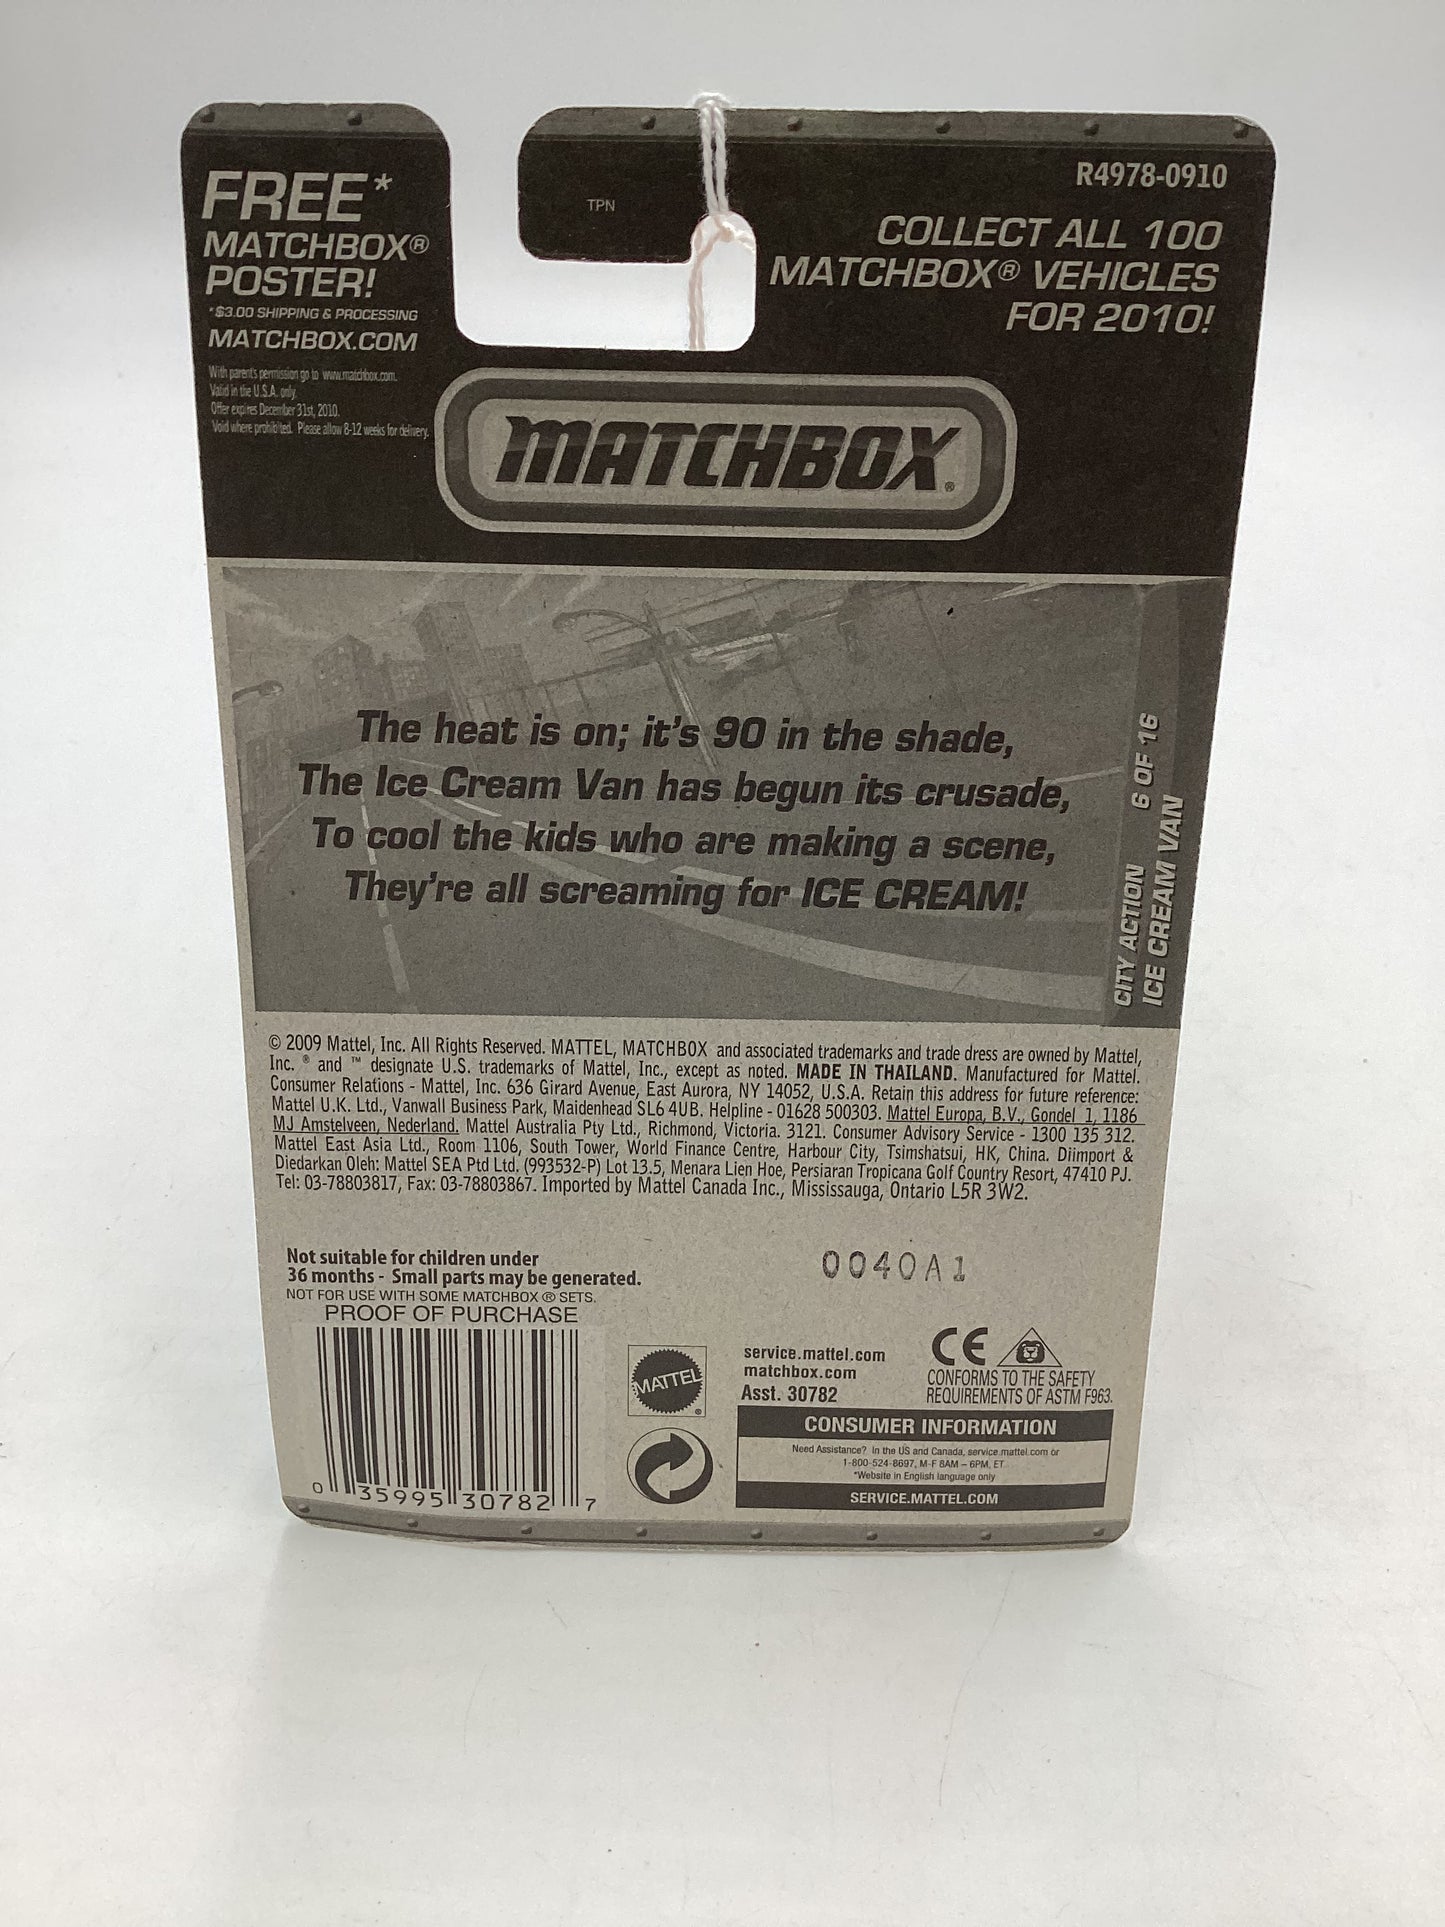 FREE*
MATCHBOX®
POSTER!
*$3.00 SHIPPING & PROCESSING
MATCHBOX.COM
With parent's permission go to www.matchbox.com.
Valid in the U.S.A. only.
Offer expires December 31st, 2010.
Void where prohibited. Please allow 8-12 weeks for delivery.
TPN
R4978-0910
COLLECT ALL 100
MATCHBOX® VEHICLES
FOR 2010!
MATCHBOX®
The heat is on; it's 90 in the shade,
The Ice Cream Van has begun its crusade,
To cool the kids who are making a scene,
They're all screaming for ICE CREAM!
CITY ACTION 6 OF 16
ICE CREAM VAN
© 2009 Mattel, Inc. All Rights Reserved. MATTEL, MATCHBOX and associated trademarks and trade dress are owned by Mattel,
Inc. ® and ™ designate U.S. trademarks of Mattel, Inc., except as noted. MADE IN THAILAND. Manufactured for Mattel.
Consumer Relations - Mattel, Inc. 636 Girard Avenue, East Aurora, NY 14052, U.S.A. Retain this address for future reference:
Mattel U.K. Ltd., Vanwall Business Park, Maidenhead SL6 4UB. Helpline - 01628 500303. Mattel Europa, B.V., Gondel 1, 1186
MJ Amstelveen, Nederland. Mattel Australia Pty Ltd., Richmond, Victoria. 3121. Consumer Advisory Service - 1300 135 312.
Mattel East Asia Ltd., Room 1106, South Tower, World Finance Centre, Harbour City, Tsimshatsui, HK, China. Diimport &
Diedarkan Oleh: Mattel SEA Ptd Ltd. (993532-P) Lot 13.5, Menara Lien Hoe, Persiaran Tropicana Golf Country Resort, 47410 PJ.
Tel: 03-78803817, Fax: 03-78803867. Imported by Mattel Canada Inc., Mississauga, Ontario L5R 3W2.
Not suitable for children under
36 months - Small parts may be generated.
NOT FOR USE WITH SOME MATCHBOX ® SETS.
PROOF OF PURCHASE
0 35995 30782 7
0040A1
MATTEL®
service.mattel.com
matchbox.com
Asst. 30782
CE
CONFORMS TO THE SAFETY
REQUIREMENTS OF ASTM F963.
CONSUMER INFORMATION
Need Assistance? In the US and Canada, service.mattel.com or
1-800-524-8697, M-F 8AM – 6PM, ET
*Website in English language only
SERVICE.MATTEL.COM